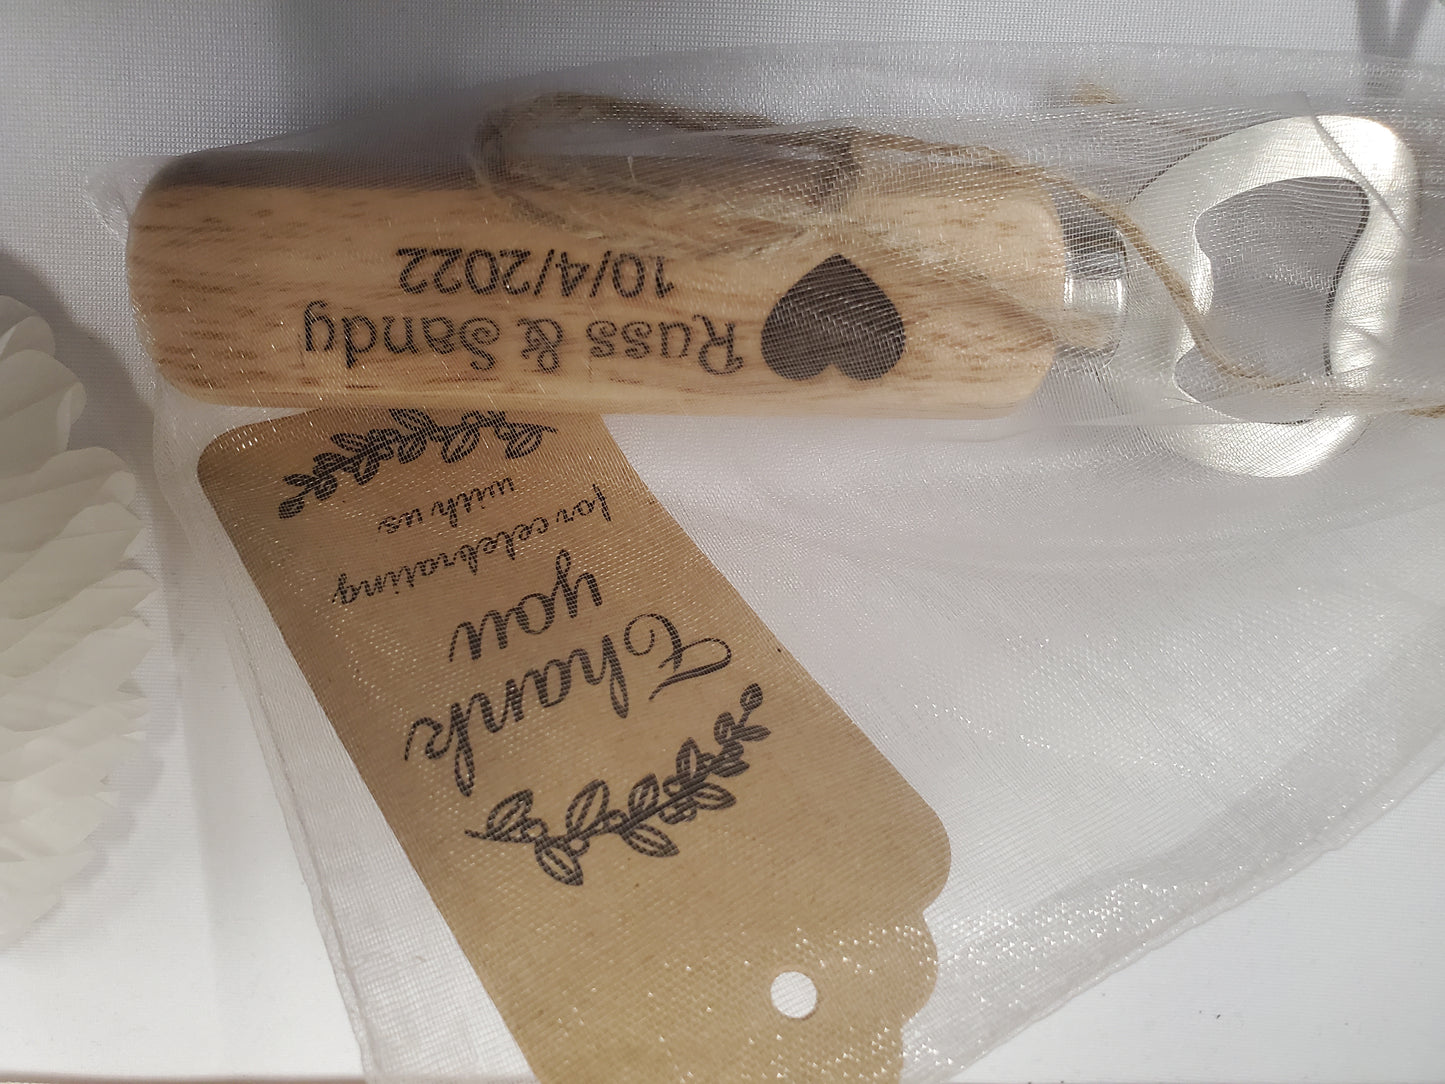 Russ & Sandy
10/4/2022
Thank
you
for celebrating
with us